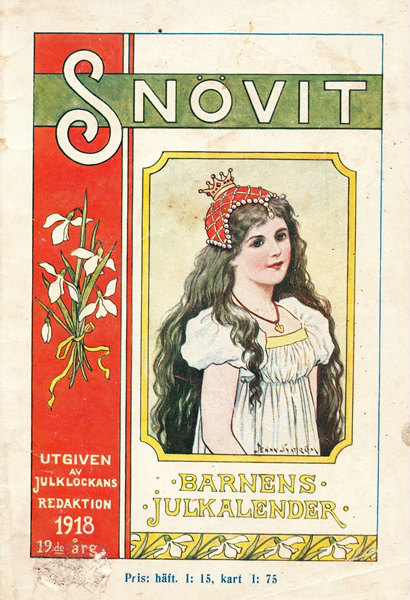 SNÖVIT
UTGIVEN
AV
JULKLOCKANS
REDAKTION
1918
19de årg.
JENNY NYSTRÖM
·BARNENS·
·JULKALENDER·
Pris: häft. 1: 15, kart 1: 75